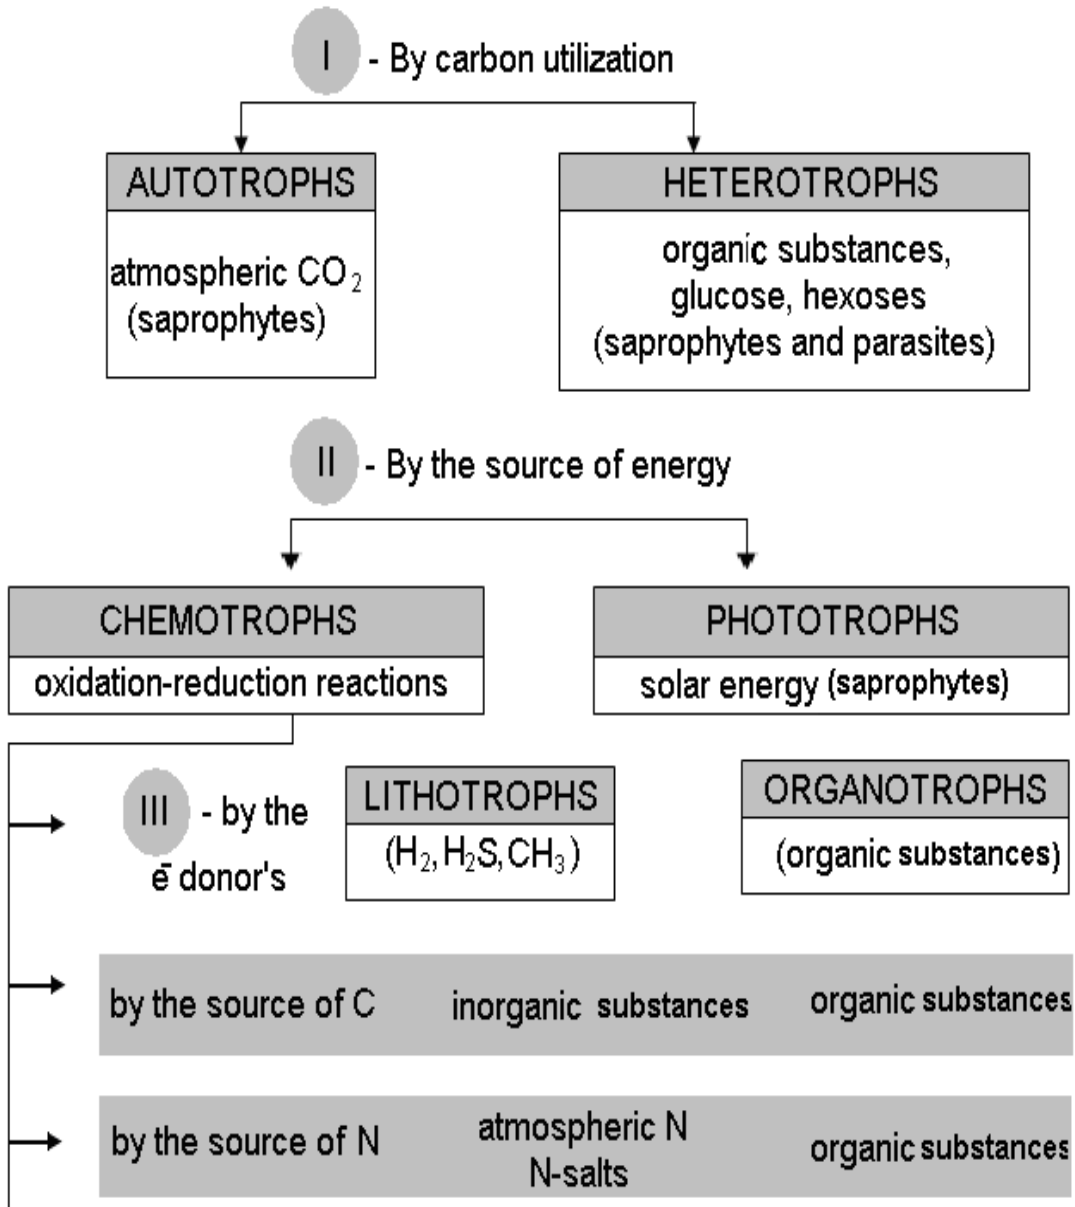 I - By carbon utilization
AUTOTROPHS
atmospheric CO₂
(saprophytes)
HETEROTROPHS
organic substances,
glucose, hexoses
(saprophytes and parasites)
II - By the source of energy
CHEMOTROPHS
oxidation-reduction reactions
PHOTOTROPHS
solar energy (saprophytes)
III - by the
ē donor's
LITHOTROPHS
(H₂, H₂S, CH₃)
ORGANOTROPHS
(organic substances)
by the source of C inorganic substances organic substances
by the source of N atmospheric N
N-salts organic substances